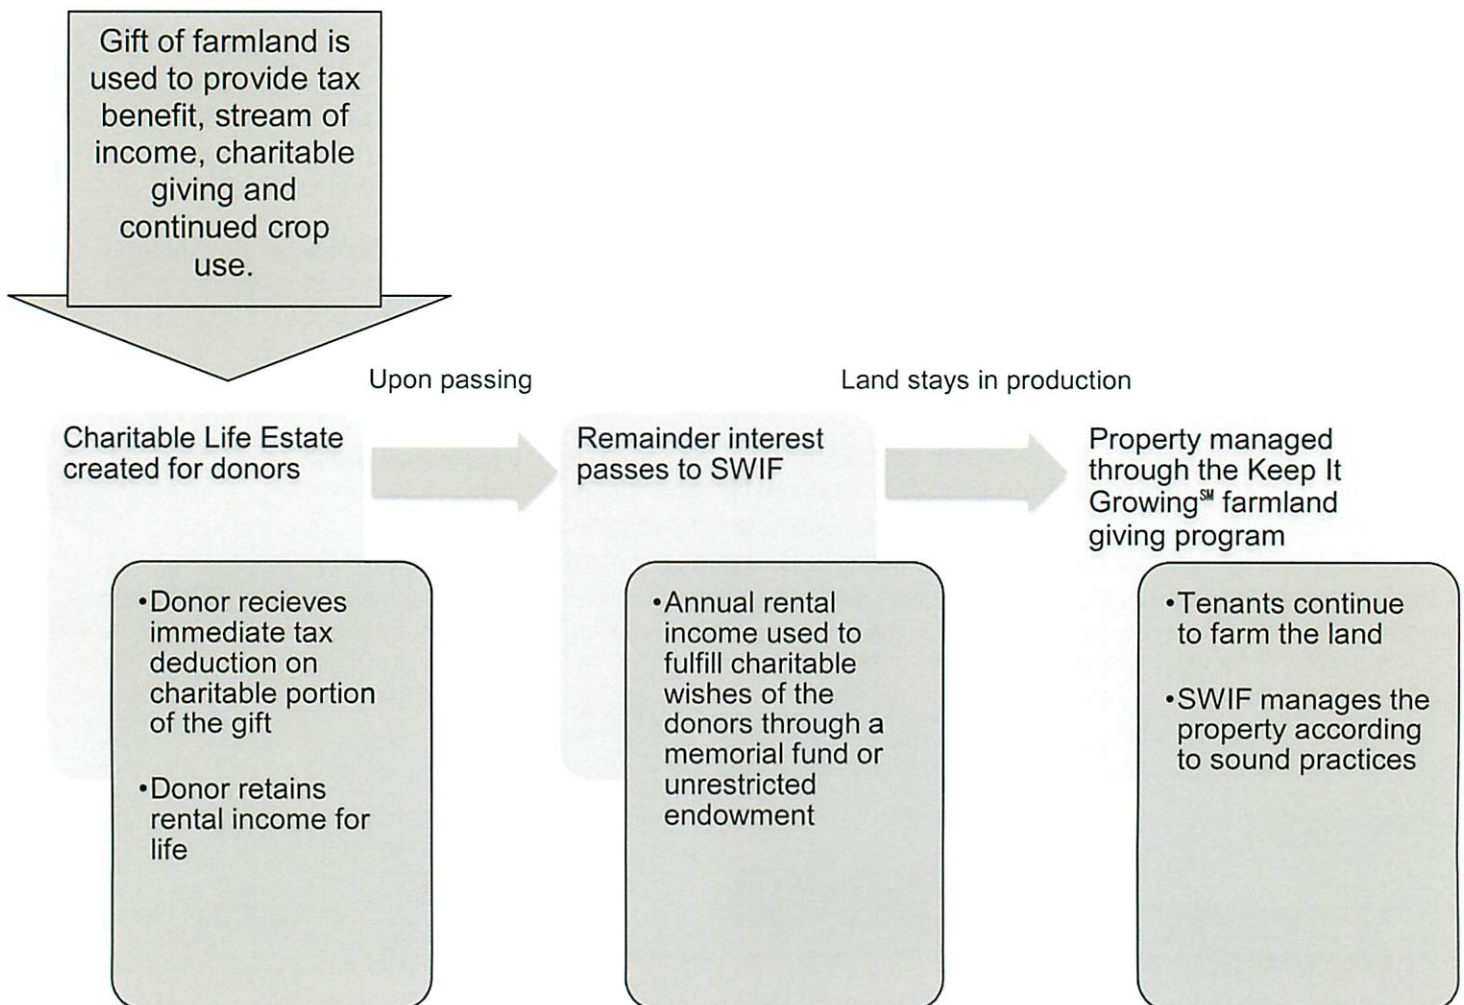 Gift of farmland is
used to provide tax
benefit, stream of
income, charitable
giving and
continued crop
use.
Upon passing
Land stays in production
Charitable Life Estate
created for donors
Remainder interest
passes to SWIF
Property managed
through the Keep It
Growing℠ farmland
giving program
•Donor recieves
immediate tax
deduction on
charitable portion
of the gift
•Donor retains
rental income for
life
•Annual rental
income used to
fulfill charitable
wishes of the
donors through a
memorial fund or
unrestricted
endowment
•Tenants continue
to farm the land
•SWIF manages the
property according
to sound practices